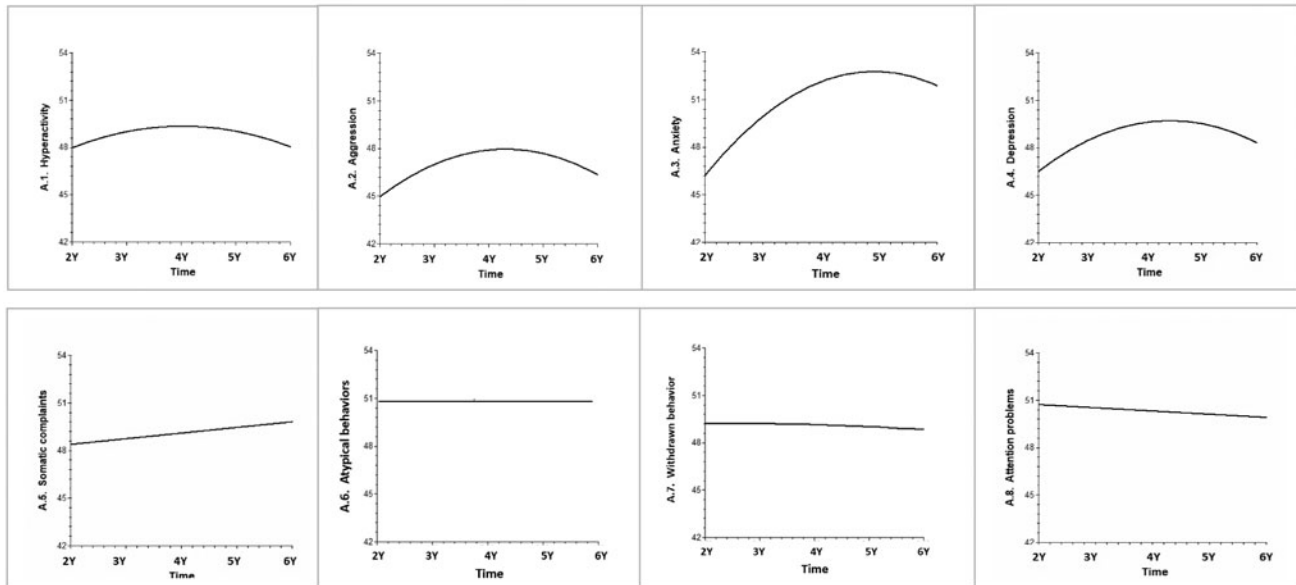 A.1. Hyperactivity
54
51
48
45
42
2Y 3Y 4Y 5Y 6Y
Time
A.2. Aggression
54
51
48
45
42
2Y 3Y 4Y 5Y 6Y
Time
A.3. Anxiety
54
51
48
45
42
2Y 3Y 4Y 5Y 6Y
Time
A.4. Depression
54
51
48
45
42
2Y 3Y 4Y 5Y 6Y
Time
A.5. Somatic complaints
54
51
48
45
42
2Y 3Y 4Y 5Y 6Y
Time
A.6. Atypical behaviors
54
51
48
45
42
2Y 3Y 4Y 5Y 6Y
Time
A.7. Withdrawn behavior
54
51
48
45
42
2Y 3Y 4Y 5Y 6Y
Time
A.8. Attention problems
54
51
48
45
42
2Y 3Y 4Y 5Y 6Y
Time